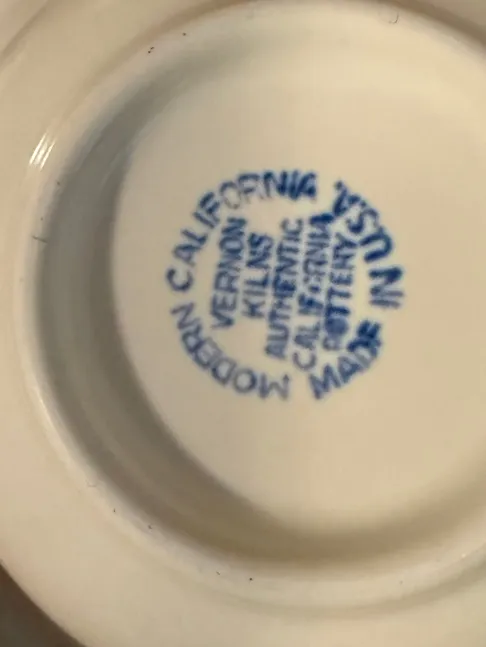 MODERN CALIFORNIA
VERNON
KILNS
AUTHENTIC
CALIFORNIA
POTTERY
MADE IN U.S.A.